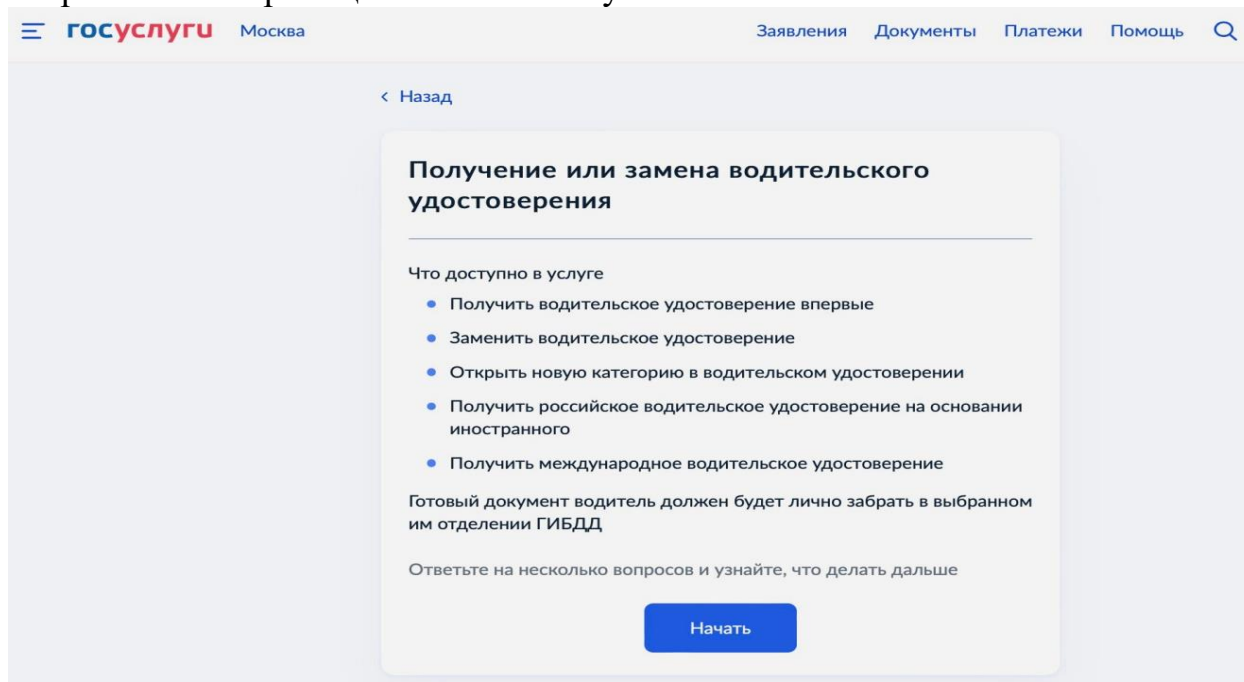 госуслуги Москва Заявления Документы Платежи Помощь
Назад
Получение или замена водительского
удостоверения
Что доступно в услуге
Получить водительское удостоверение впервые
Заменить водительское удостоверение
Открыть новую категорию в водительском удостоверении
Получить российское водительское удостоверение на основании
иностранного
Получить международное водительское удостоверение
Готовый документ водитель должен будет лично забрать в выбранном
им отделении ГИБДД
Ответьте на несколько вопросов и узнайте, что делать дальше
Начать